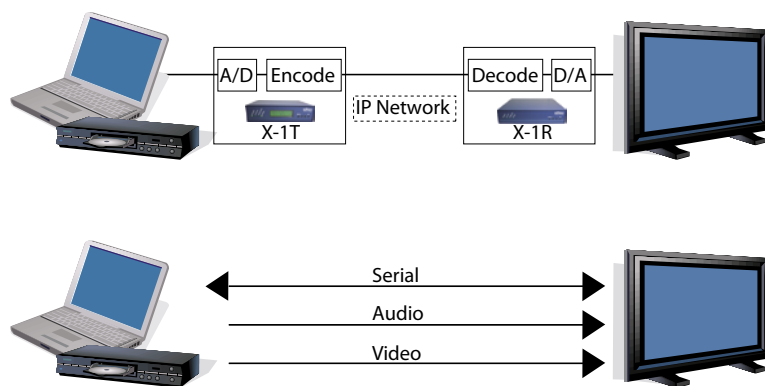 A/D
Encode
Decode
D/A
IP Network
X-1T
X-1R
Serial
Audio
Video